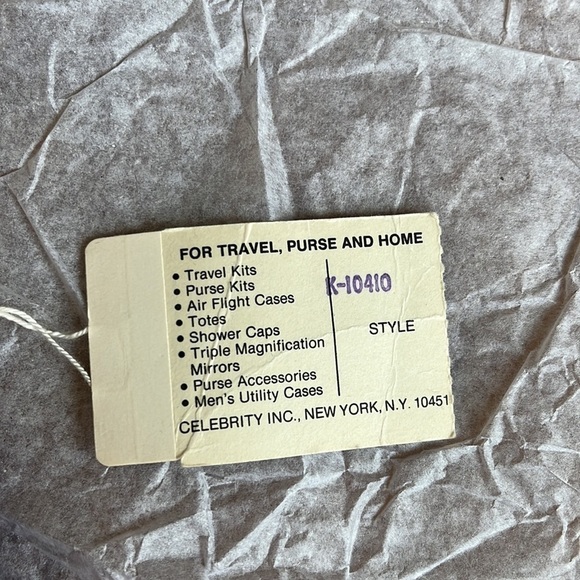 FOR TRAVEL, PURSE AND HOME
• Travel Kits
• Purse Kits
• Air Flight Cases
• Totes
• Shower Caps
• Triple Magnification
Mirrors
• Purse Accessories
• Men's Utility Cases
K-10410
STYLE
CELEBRITY INC., NEW YORK, N.Y. 10451